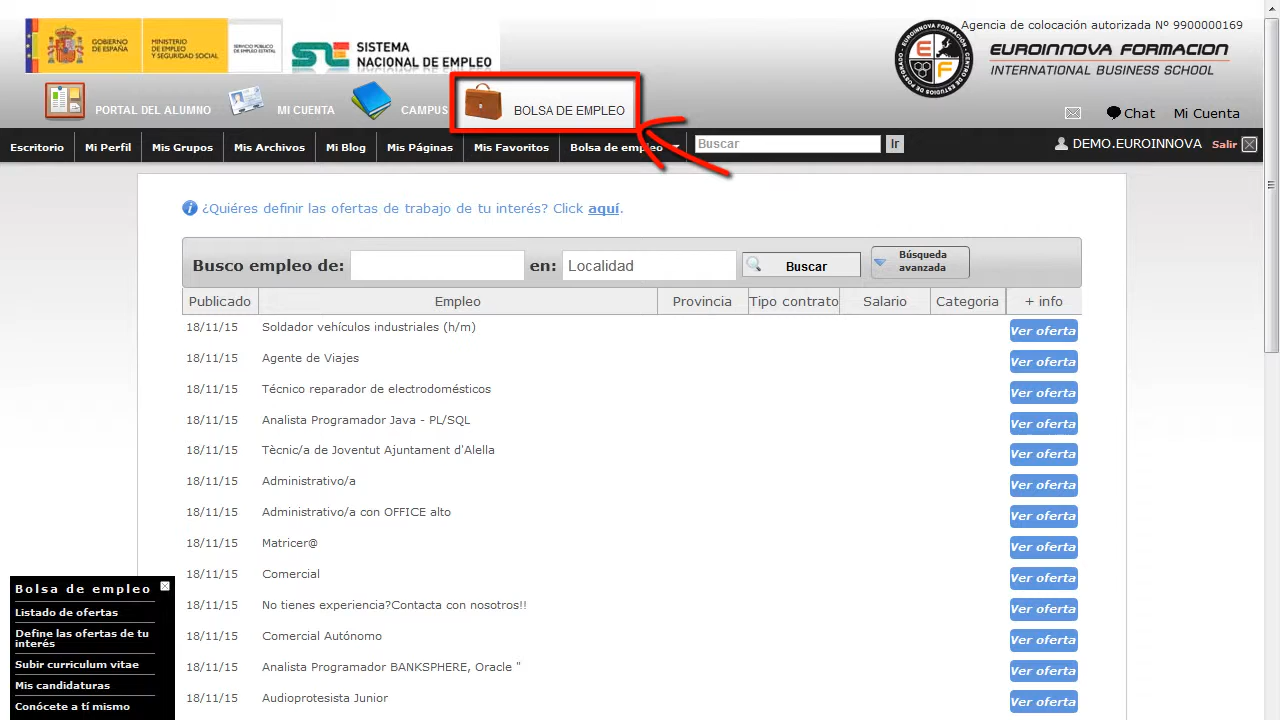 GOBIERNO
DE ESPAÑA
MINISTERIO
DE EMPLEO
Y SEGURIDAD SOCIAL
SERVICIO PÚBLICO
DE EMPLEO ESTATAL
SISTEMA
NACIONAL DE EMPLEO
Agencia de colocación autorizada Nº 9900000169
EUROINNOVA FORMACION
INTERNATIONAL BUSINESS SCHOOL
EUROINNOVA FORMACIÓN
CENTRO DE ESTUDIOS DE POSTGRADO
E F
PORTAL DEL ALUMNO
MI CUENTA
CAMPUS
BOLSA DE EMPLEO
Chat
Mi Cuenta
Escritorio
Mi Perfil
Mis Grupos
Mis Archivos
Mi Blog
Mis Páginas
Mis Favoritos
Bolsa de empleo
Buscar
Ir
DEMO.EUROINNOVA
Salir
¿Quiéres definir las ofertas de trabajo de tu interés? Click aquí.
Busco empleo de:
en:
Localidad
Buscar
Búsqueda
avanzada
Publicado Empleo Provincia Tipo contrato Salario Categoria + info
18/11/15 Soldador vehículos industriales (h/m) Ver oferta
18/11/15 Agente de Viajes Ver oferta
18/11/15 Técnico reparador de electrodomésticos Ver oferta
18/11/15 Analista Programador Java - PL/SQL Ver oferta
18/11/15 Tècnic/a de Joventut Ajuntament d'Alella Ver oferta
18/11/15 Administrativo/a Ver oferta
18/11/15 Administrativo/a con OFFICE alto Ver oferta
18/11/15 Matricer@ Ver oferta
18/11/15 Comercial Ver oferta
18/11/15 No tienes experiencia?Contacta con nosotros!! Ver oferta
18/11/15 Comercial Autónomo Ver oferta
18/11/15 Analista Programador BANKSPHERE, Oracle " Ver oferta
18/11/15 Audioprotesista Junior Ver oferta
Bolsa de empleo
Listado de ofertas
Define las ofertas de tu
interés
Subir curriculum vitae
Mis candidaturas
Conócete a tí mismo